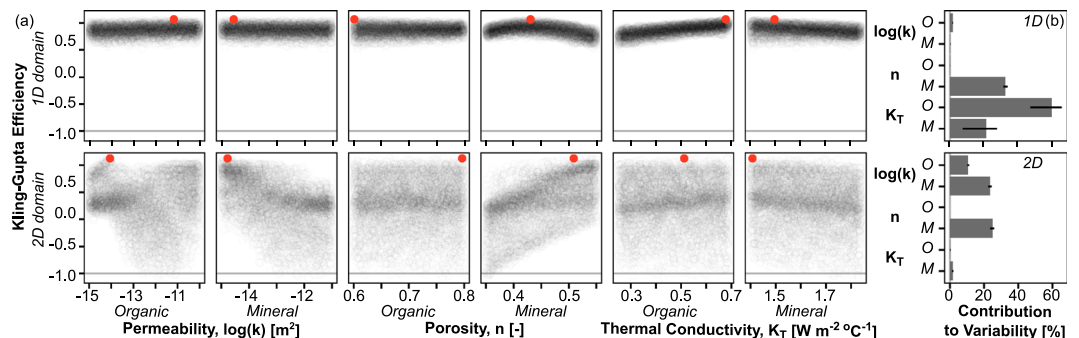 (a)
Kling-Gupta Efficiency
1D domain
0.5
0.0
-0.5
-1.0
2D domain
0.5
0.0
-0.5
-1.0
-15 -13 -11
-15 -13 -11
0.6 0.7 0.8
0.4 0.5
0.3 0.5 0.7
1.5 1.7
Organic Mineral
Organic Mineral
Organic Mineral
Permeability, log(k) [m²]
Porosity, n [-]
Thermal Conductivity, K_T [W m⁻² °C⁻¹]
1D (b)
log(k) O
M
n O
M
K_T O
M
2D
log(k) O
M
n O
M
K_T O
M
0 20 40 60
Contribution
to Variability [%]